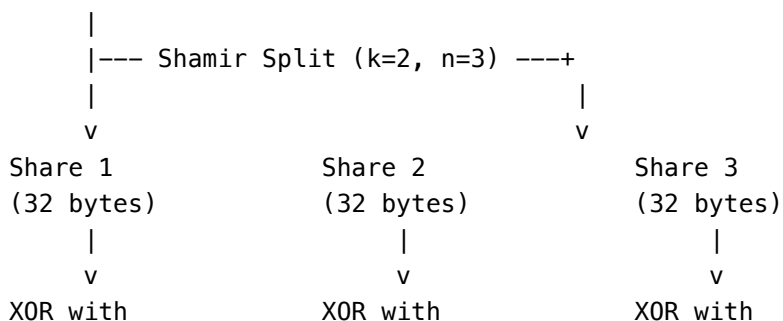 |
|--- Shamir Split (k=2, n=3) ---+
| |
v v
Share 1 Share 2 Share 3
(32 bytes) (32 bytes) (32 bytes)
| | |
v v v
XOR with XOR with XOR with